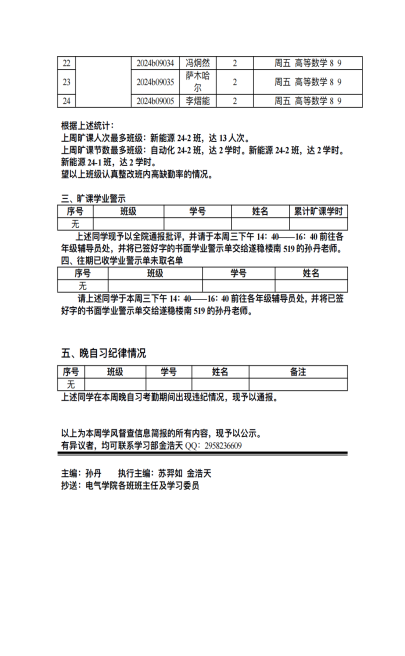 22 2024b09034 冯炯然 2 周五 高等数学 8 9
23 2024b09035 萨木哈尔 2 周五 高等数学 8 9
24 2024b09005 李熠能 2 周五 高等数学 8 9
根据上述统计：
上周旷课人次最多班级：新能源 24-2 班，达 13 人次。
上周旷课节数最多班级：自动化 24-2 班，达 2 学时。新能源 24-2 班，达 2 学时。
新能源 24-1 班，达 2 学时。
望以上班级认真整改班内高缺勤率的情况。
三、旷课学业警示
序号 班级 学号 姓名 累计旷课学时
无
上述同学现予以全院通报批评，并请于本周三下午 14：40——16：40 前往各
年级辅导员处，并将已签好字的书面学业警示单交给遂稳楼南 519 的孙丹老师。
四、往期已收学业警示单未取名单
序号 班级 学号 姓名
无
请上述同学于本周三下午 14：40——16：40 前往各年级辅导员处，并将已签
好字的书面学业警示单交给遂稳楼南 519 的孙丹老师。
五、晚自习纪律情况
序号 班级 学号 姓名 备注
无
上述同学在本周晚自习考勤期间出现违纪情况，现予以通报。
以上为本周学风督查信息简报的所有内容，现予以公示。
有异议者，均可联系学习部金浩天 QQ：2958236609
主编：孙丹 执行主编：苏羿如 金浩天
抄送：电气学院各班班主任及学习委员